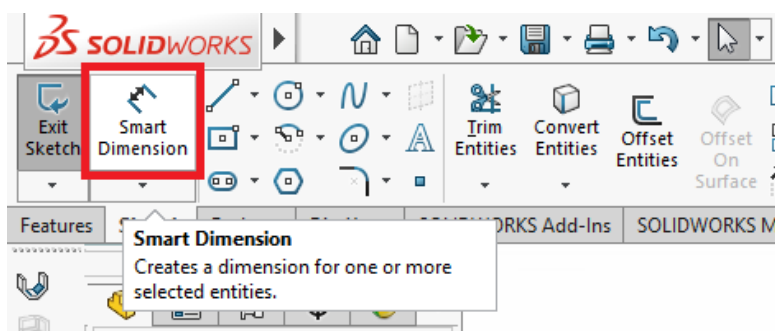 SOLIDWORKS
Exit
Sketch
Smart
Dimension
Trim
Entities
Convert
Entities
Offset
Entities
Offset
On
Surface
Features
SOLIDWORKS Add-Ins
SOLIDWORKS M
Smart Dimension
Creates a dimension for one or more
selected entities.